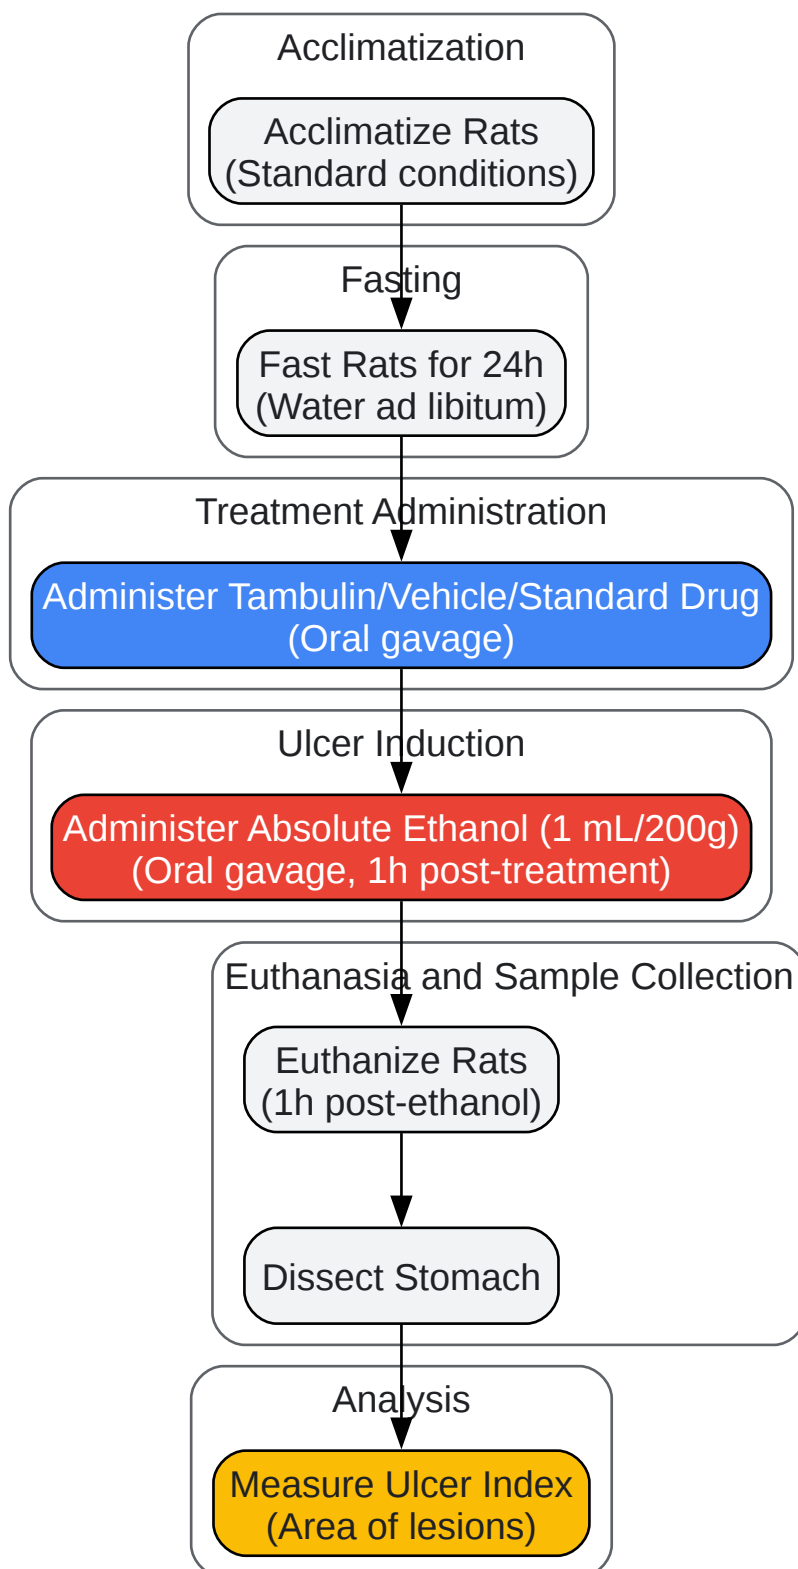 Acclimatization
Acclimatize Rats
(Standard conditions)
Fasting
Fast Rats for 24h
(Water ad libitum)
Treatment Administration
Administer Tambulin/Vehicle/Standard Drug
(Oral gavage)
Ulcer Induction
Administer Absolute Ethanol (1 mL/200g)
(Oral gavage, 1h post-treatment)
Euthanasia and Sample Collection
Euthanize Rats
(1h post-ethanol)
Dissect Stomach
Analysis
Measure Ulcer Index
(Area of lesions)